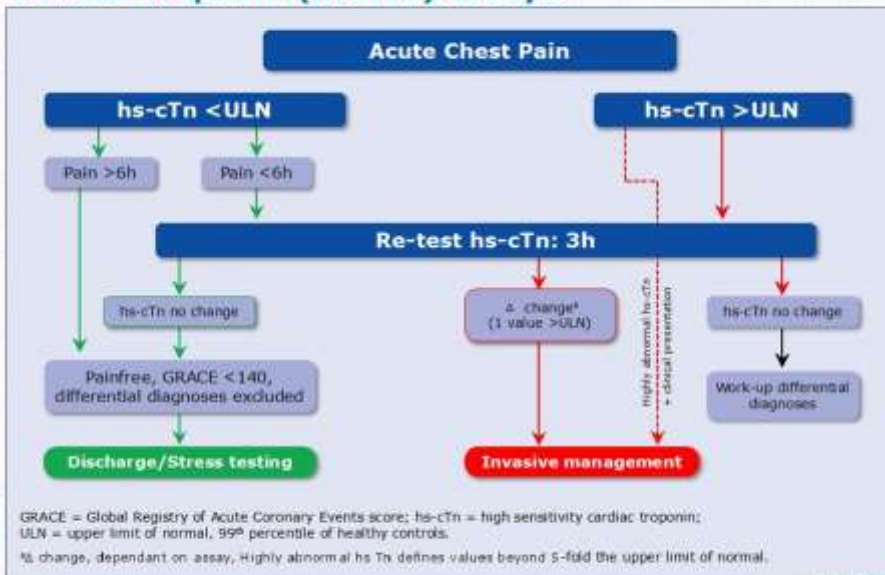 Acute Chest Pain
hs-cTn <ULN
hs-cTn >ULN
Pain >6h
Pain <6h
Re-test hs-cTn: 3h
hs-cTn no change
Δ change*
(1 value >ULN)
Highly abnormal hs-cTn
+ clinical presentation
hs-cTn no change
Painfree, GRACE <140,
differential diagnoses excluded
Work-up differential
diagnoses
Discharge/Stress testing
Invasive management
GRACE = Global Registry of Acute Coronary Events score; hs-cTn = high sensitivity cardiac troponin;
ULN = upper limit of normal, 99th percentile of healthy controls.
*Δ change, dependant on assay, Highly abnormal hs Tn defines values beyond 5-fold the upper limit of normal.